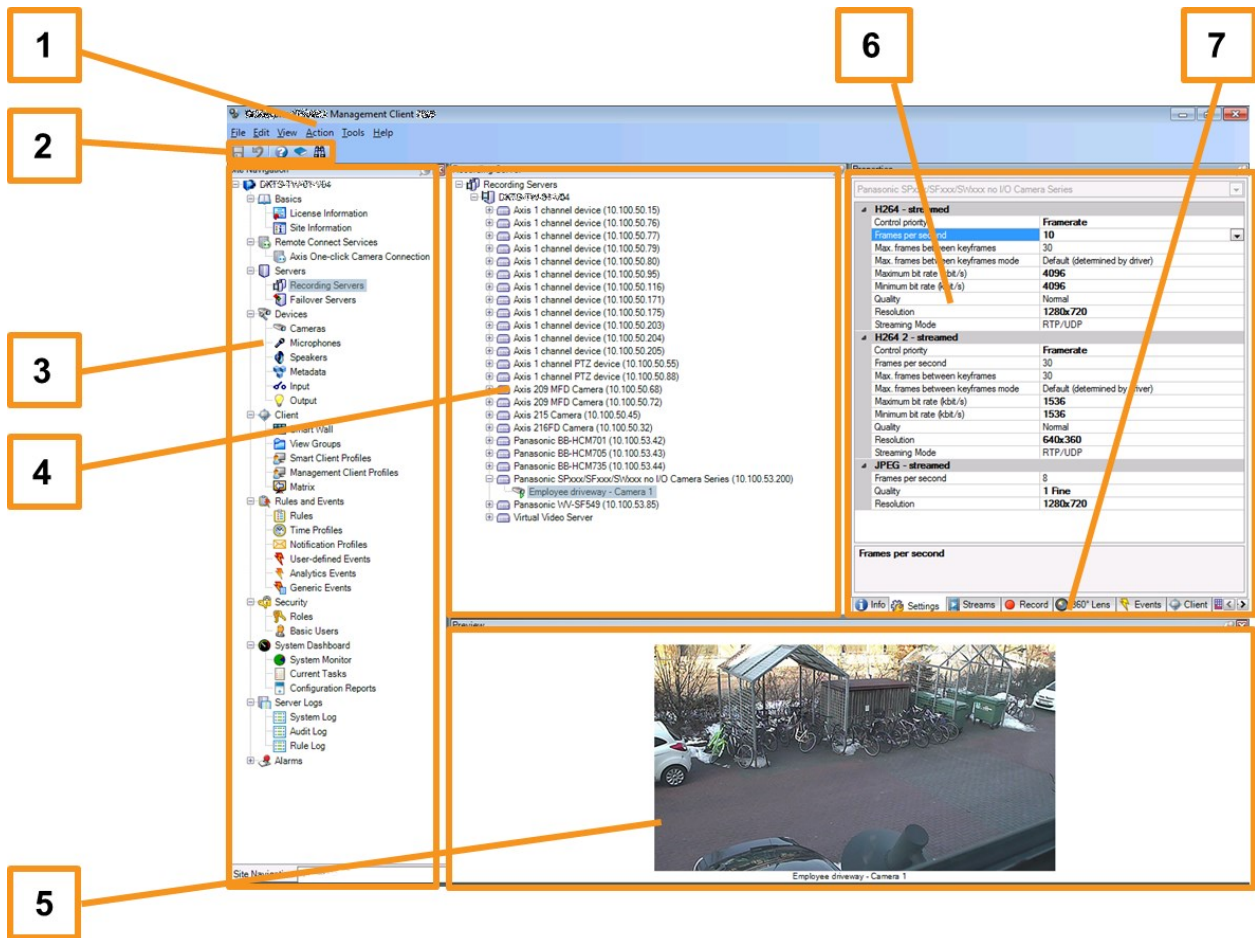 1
6
7
2
3
4
5
Management Client
File Edit View Action Tools Help
Site Navigation
Basics
License Information
Site Information
Remote Connect Services
Axis One-click Camera Connection
Servers
Recording Servers
Failover Servers
Devices
Cameras
Microphones
Speakers
Metadata
Input
Output
Client
Smart Wall
View Groups
Smart Client Profiles
Management Client Profiles
Matrix
Rules and Events
Rules
Time Profiles
Notification Profiles
User-defined Events
Analytics Events
Generic Events
Security
Roles
Basic Users
System Dashboard
System Monitor
Current Tasks
Configuration Reports
Server Logs
System Log
Audit Log
Rule Log
Alarms
Site Navigation
Recording Server
Recording Servers
Axis 1 channel device (10.100.50.15)
Axis 1 channel device (10.100.50.76)
Axis 1 channel device (10.100.50.77)
Axis 1 channel device (10.100.50.79)
Axis 1 channel device (10.100.50.80)
Axis 1 channel device (10.100.50.95)
Axis 1 channel device (10.100.50.116)
Axis 1 channel device (10.100.50.171)
Axis 1 channel device (10.100.50.175)
Axis 1 channel device (10.100.50.203)
Axis 1 channel device (10.100.50.204)
Axis 1 channel device (10.100.50.205)
Axis 1 channel PTZ device (10.100.50.55)
Axis 1 channel PTZ device (10.100.50.88)
Axis 209 MFD Camera (10.100.50.68)
Axis 209 MFD Camera (10.100.50.72)
Axis 215 Camera (10.100.50.45)
Axis 216FD Camera (10.100.50.32)
Panasonic BB-HCM701 (10.100.53.42)
Panasonic BB-HCM705 (10.100.53.43)
Panasonic BB-HCM735 (10.100.53.44)
Panasonic SPxxx/SFxxx/SWxxx no I/O Camera Series (10.100.53.200)
Employee driveway - Camera 1
Panasonic WV-SF549 (10.100.53.85)
Virtual Video Server
Properties
Panasonic SPxxx/SFxxx/SWxxx no I/O Camera Series
H264 - streamed
Control priority Framerate
Frames per second 10
Max. frames between keyframes 30
Max. frames between keyframes mode Default (determined by driver)
Maximum bit rate (kbit/s) 4096
Minimum bit rate (kbit/s) 4096
Quality Normal
Resolution 1280x720
Streaming Mode RTP/UDP
H264 2 - streamed
Control priority Framerate
Frames per second 30
Max. frames between keyframes 30
Max. frames between keyframes mode Default (determined by driver)
Maximum bit rate (kbit/s) 1536
Minimum bit rate (kbit/s) 1536
Quality Normal
Resolution 640x360
Streaming Mode RTP/UDP
JPEG - streamed
Frames per second 8
Quality 1 Fine
Resolution 1280x720
Frames per second
Info Settings Streams Record 360° Lens Events Client
Preview
Employee driveway - Camera 1